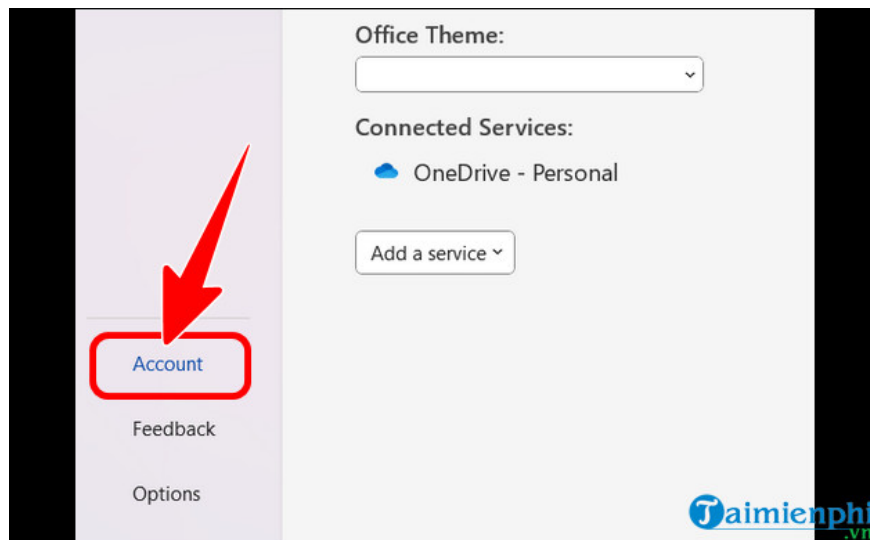 Office Theme:
Connected Services:
OneDrive - Personal
Add a service
Account
Feedback
Options
Taimienphi
.vn